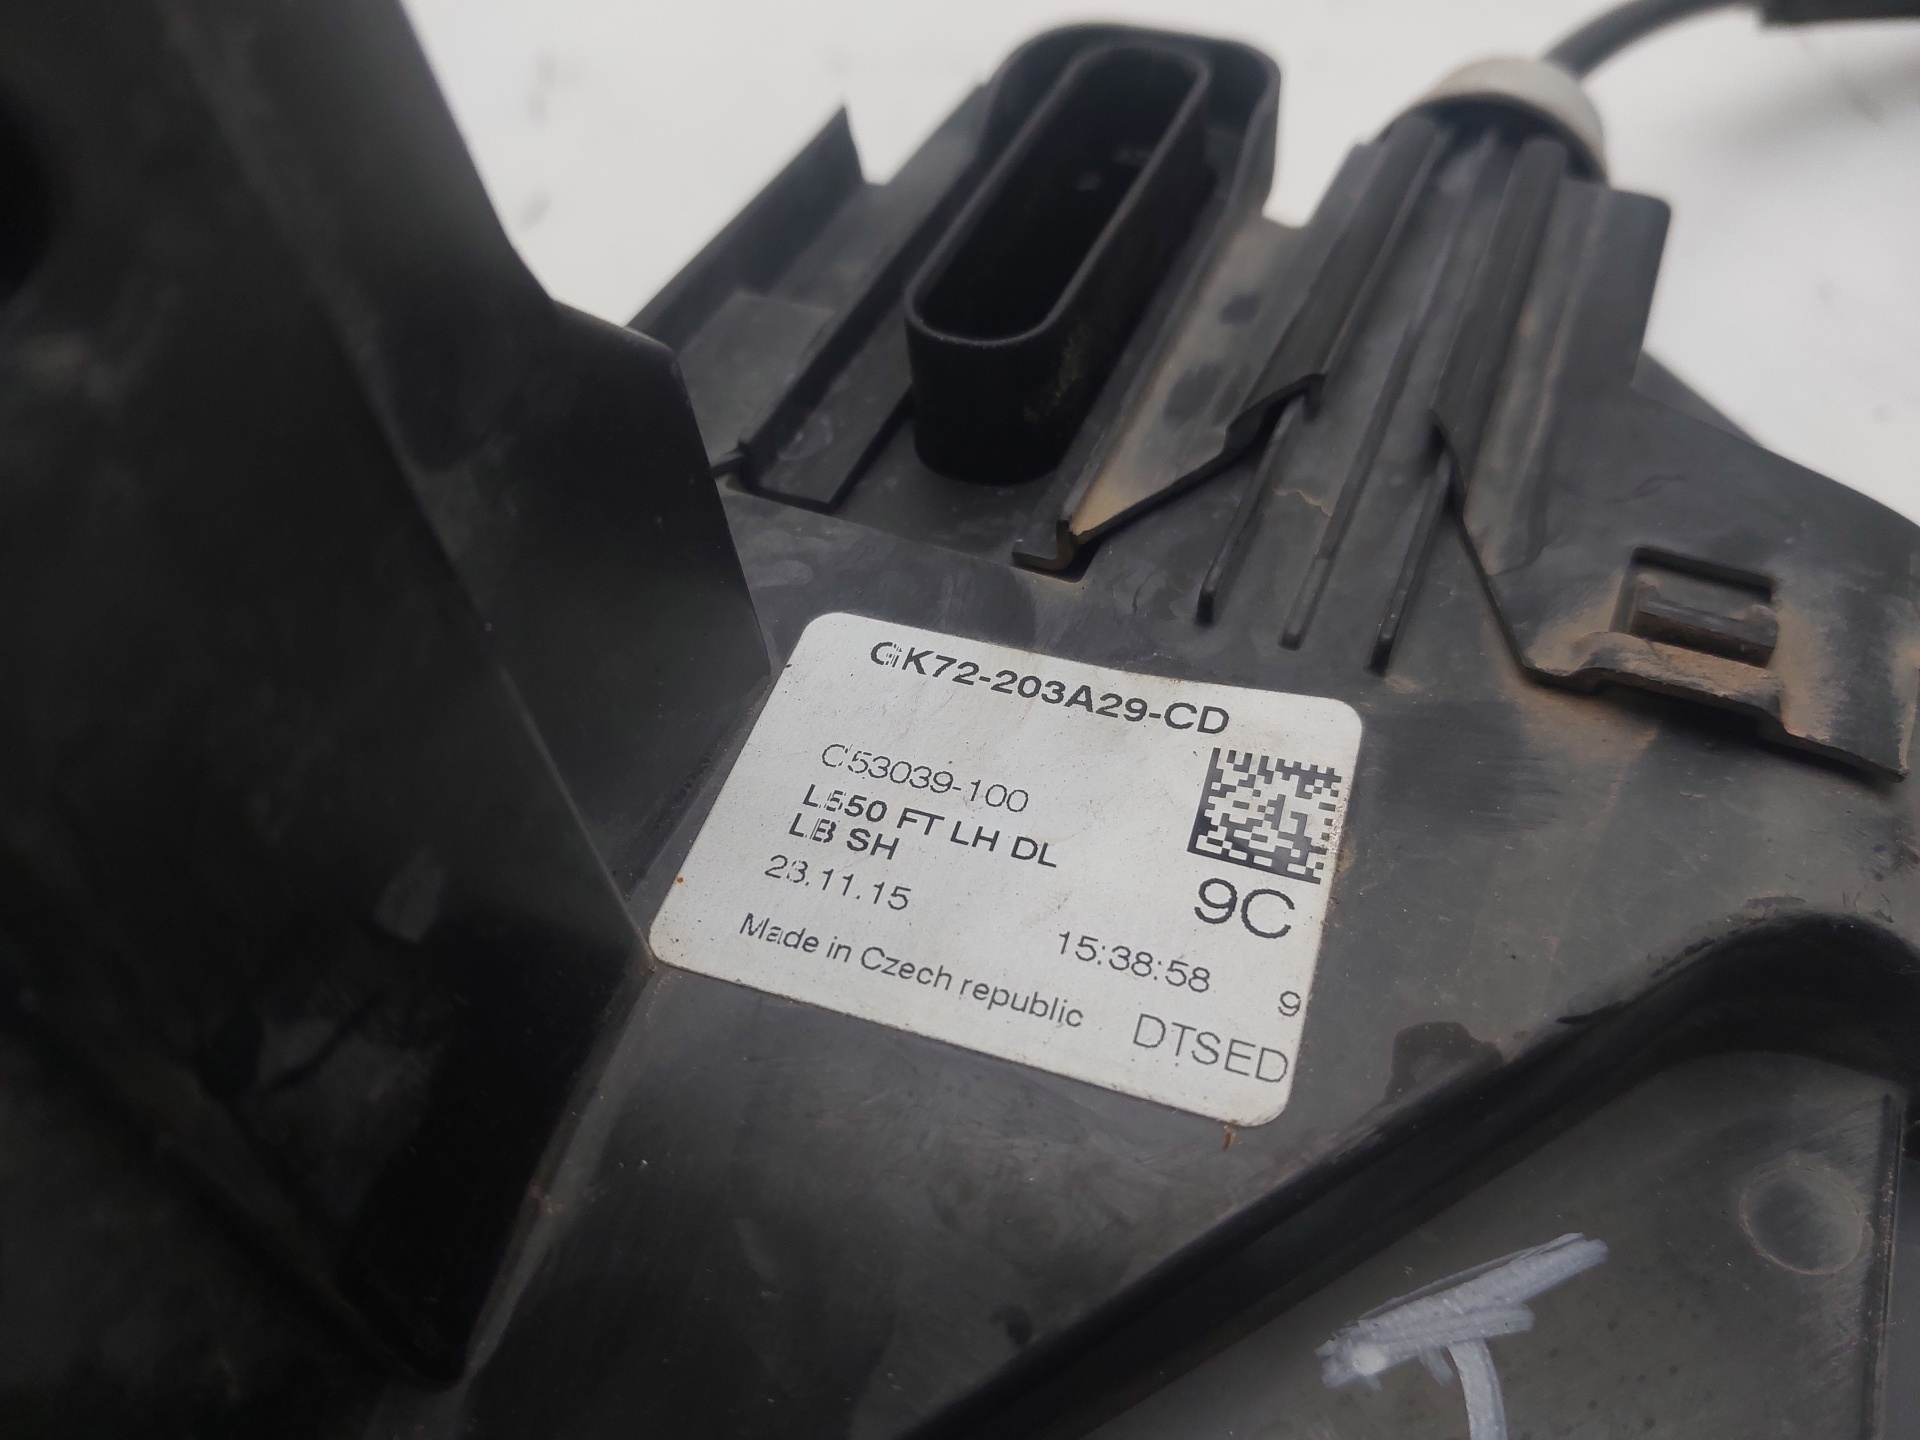 GK72-203A29-CD
C53039-100
L550 FT LH DL
LB SH
9C
23.11.15
15:38:58
9
Made in Czech republic
DTSED